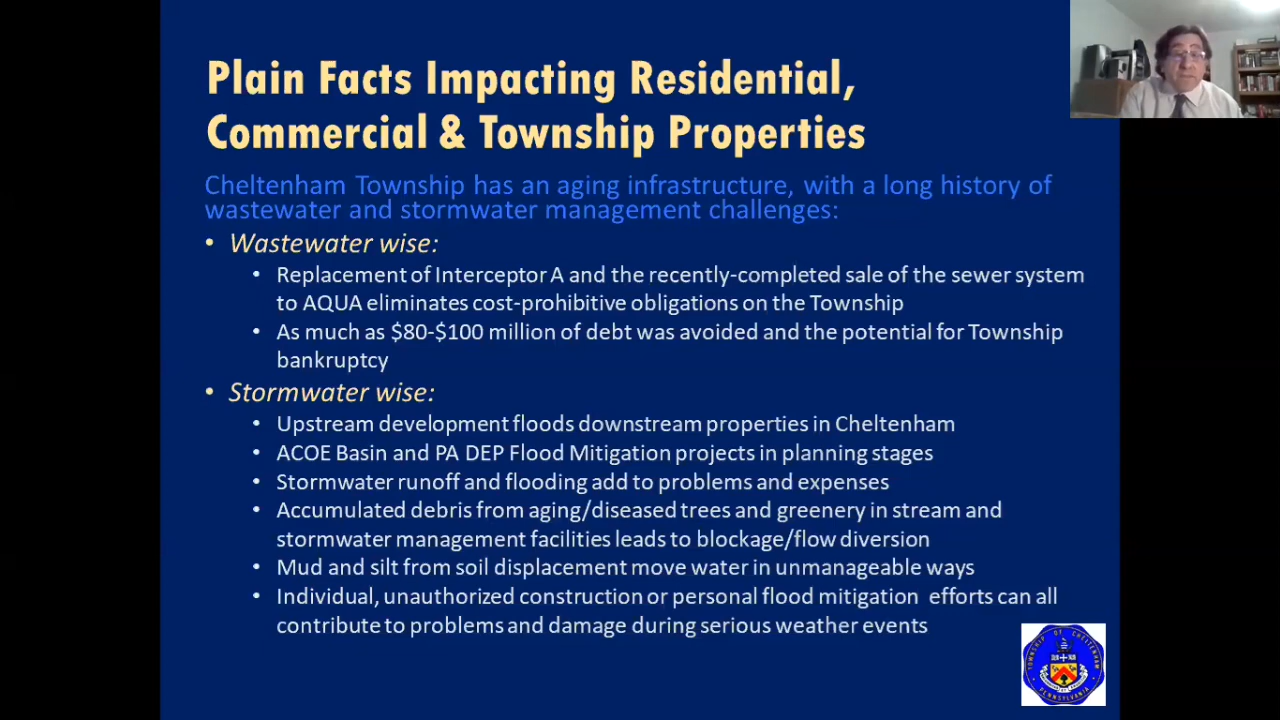 Plain Facts Impacting Residential,
Commercial & Township Properties
Cheltenham Township has an aging infrastructure, with a long history of
wastewater and stormwater management challenges:
• Wastewater wise:
• Replacement of Interceptor A and the recently-completed sale of the sewer system
to AQUA eliminates cost-prohibitive obligations on the Township
• As much as $80-$100 million of debt was avoided and the potential for Township
bankruptcy
• Stormwater wise:
• Upstream development floods downstream properties in Cheltenham
• ACOE Basin and PA DEP Flood Mitigation projects in planning stages
• Stormwater runoff and flooding add to problems and expenses
• Accumulated debris from aging/diseased trees and greenery in stream and
stormwater management facilities leads to blockage/flow diversion
• Mud and silt from soil displacement move water in unmanageable ways
• Individual, unauthorized construction or personal flood mitigation efforts can all
contribute to problems and damage during serious weather events
TOWNSHIP OF CHELTENHAM
PENNSYLVANIA